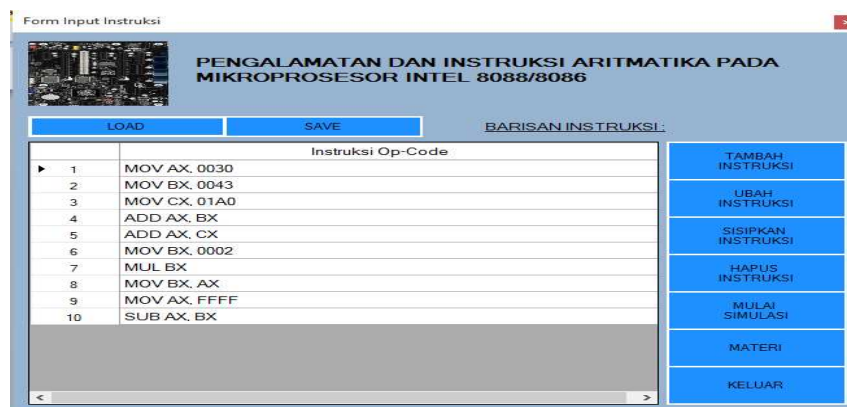 Form Input Instruksi
PENGALAMATAN DAN INSTRUKSI ARITMATIKA PADA
MIKROPROSESOR INTEL 8088/8086
LOAD
SAVE
BARISAN INSTRUKSI :
Instruksi Op-Code
1 MOV AX, 0030
2 MOV BX, 0043
3 MOV CX, 01A0
4 ADD AX, BX
5 ADD AX, CX
6 MOV BX, 0002
7 MUL BX
8 MOV BX, AX
9 MOV AX, FFFF
10 SUB AX, BX
TAMBAH
INSTRUKSI
UBAH
INSTRUKSI
SISIPKAN
INSTRUKSI
HAPUS
INSTRUKSI
MULAI
SIMULASI
MATERI
KELUAR